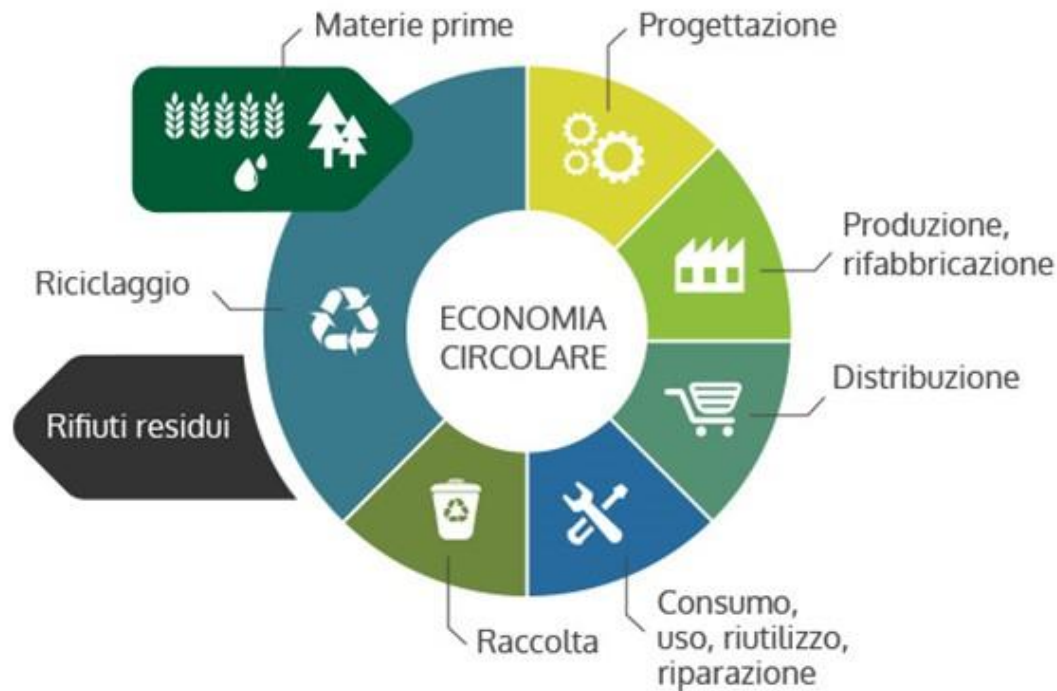 Materie prime
Progettazione
Produzione,
rifabbricazione
Riciclaggio
ECONOMIA
CIRCOLARE
Distribuzione
Rifiuti residui
Raccolta
Consumo,
uso, riutilizzo,
riparazione